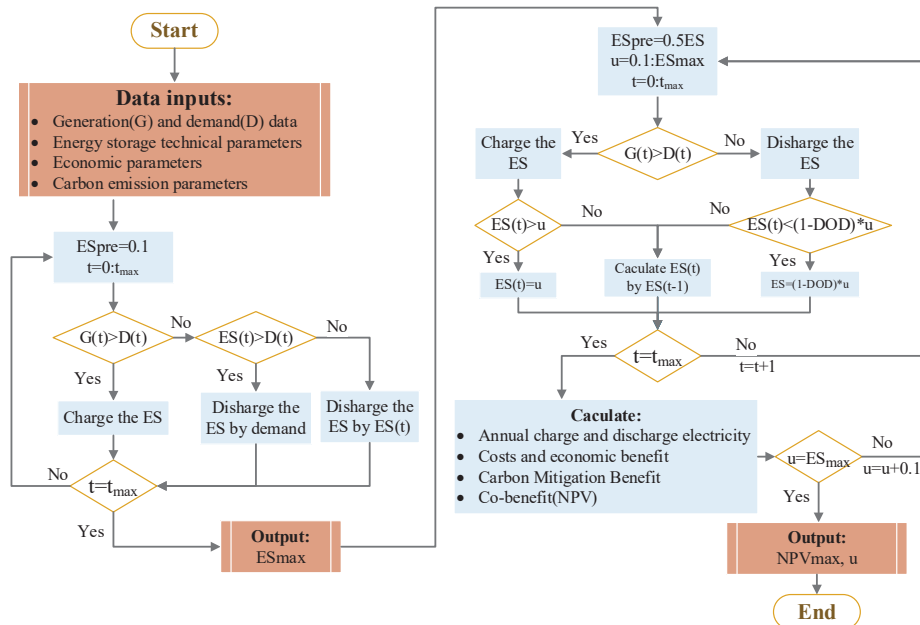 Start
Data inputs:
• Generation(G) and demand(D) data
• Energy storage technical parameters
• Economic parameters
• Carbon emission parameters
ESpre=0.1
t=0:tmax
G(t)>D(t)
No
ES(t)>D(t)
No
Yes
Yes
Charge the ES
Disharge the
ES by demand
Disharge the
ES by ES(t)
No
t=tmax
Yes
Output:
ESmax
ESpre=0.5ES
u=0.1:ESmax
t=0:tmax
Yes
G(t)>D(t)
No
Charge the
ES
Disharge the
ES
ES(t)>u
No
No
ES(t)<(1-DOD)*u
Yes
Yes
ES(t)=u
Caculate ES(t)
by ES(t-1)
ES=(1-DOD)*u
Yes
t=tmax
No
t=t+1
Caculate:
• Annual charge and discharge electricity
• Costs and economic benefit
• Carbon Mitigation Benefit
• Co-benefit(NPV)
u=ESmax
No
u=u+0.1
Yes
Output:
NPVmax, u
End